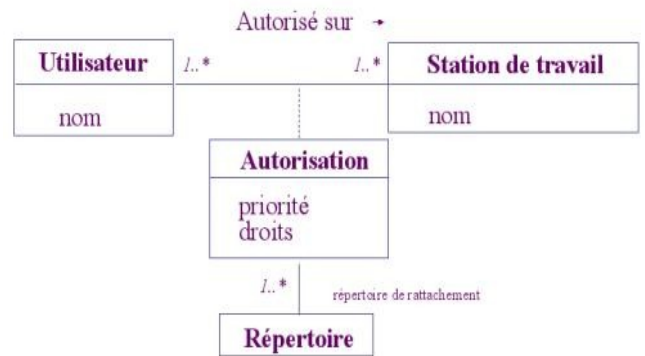 Autorisé sur →
Utilisateur
1..*
1..*
Station de travail
nom
nom
Autorisation
priorité
droits
1..*
répertoire de rattachement
Répertoire